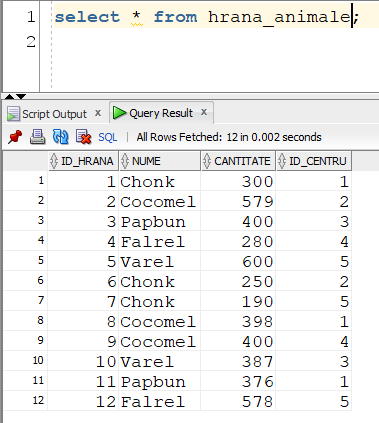 1 select * from hrana_animale;
2
Script Output x Query Result x
SQL | All Rows Fetched: 12 in 0.002 seconds
ID_HRANA NUME CANTITATE ID_CENTRU
1 1 Chonk 300 1
2 2 Cocomel 579 2
3 3 Papbun 400 3
4 4 Falrel 280 4
5 5 Varel 600 5
6 6 Chonk 250 2
7 7 Chonk 190 5
8 8 Cocomel 398 1
9 9 Cocomel 400 4
10 10 Varel 387 3
11 11 Papbun 376 1
12 12 Falrel 578 5